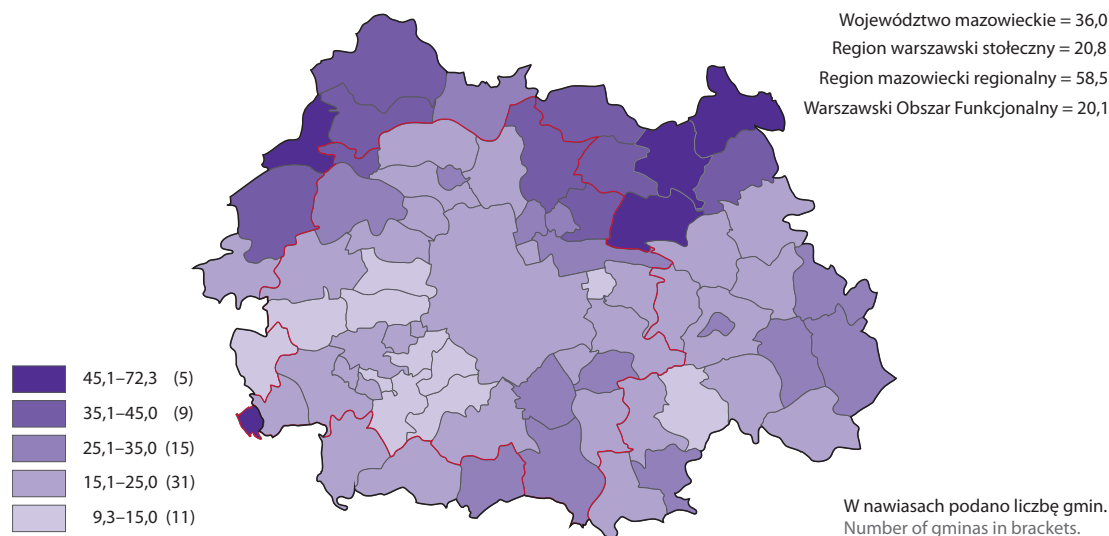 Województwo mazowieckie = 36,0
Region warszawski stołeczny = 20,8
Region mazowiecki regionalny = 58,5
Warszawski Obszar Funkcjonalny = 20,1
45,1–72,3 (5)
35,1–45,0 (9)
25,1–35,0 (15)
15,1–25,0 (31)
9,3–15,0 (11)
W nawiasach podano liczbę gmin.
Number of gminas in brackets.